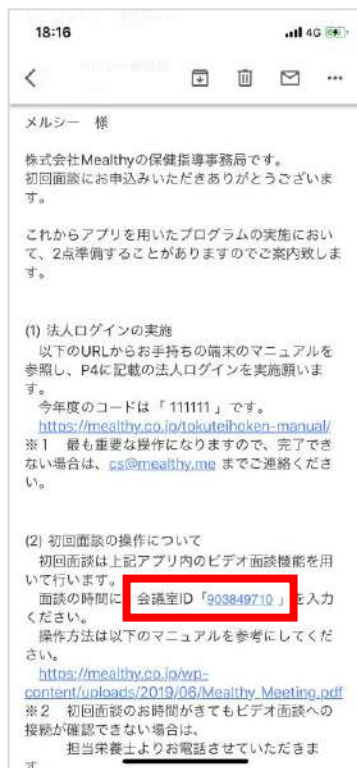 18:16
4G
メルシー　様
株式会社Mealthyの保健指導事務局です。
初回面談にお申込みいただきありがとうございま
す。
これからアプリを用いたプログラムの実施におい
て、2点準備することがありますのでご案内致しま
す。
(1) 法人ログインの実施
以下のURLからお手持ちの端末のマニュアルを
参照し、P4に記載の法人ログインを実施願いま
す。
今年度のコードは「 111111 」です。
https://mealthy.co.jp/tokuteihoken-manual/
※１　最も重要な操作になりますので、完了でき
ない場合は、cs@mealthy.me までご連絡くださ
い。
(2) 初回面談の操作について
初回面談は上記アプリ内のビデオ面談機能を用
いて行います。
面談の時間に、会議室ID「903849710 」を入力
ください。
操作方法は以下のマニュアルを参考にしてくだ
さい。
https://mealthy.co.jp/wp-
content/uploads/2019/06/Mealthy_Meeting.pdf
※２　初回面談のお時間がきてもビデオ面談への
接続が確認できない場合は、
担当栄養士よりお電話させていただきま
す